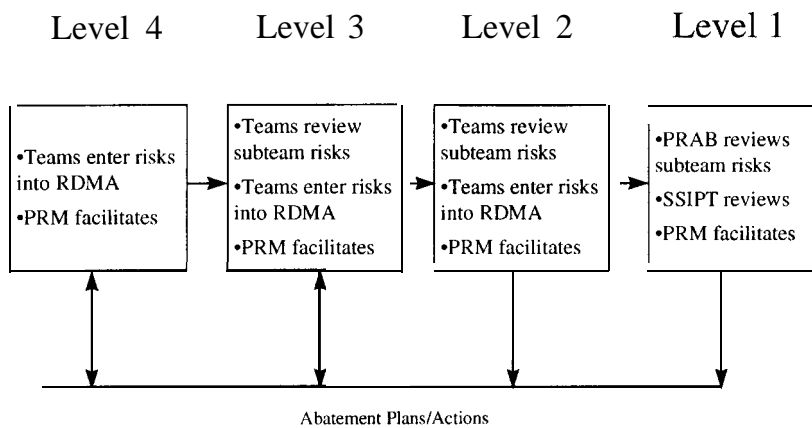 Level 4
Level 3
Level 2
Level 1
•Teams enter risks
into RDMA
•PRM facilitates
•Teams review
subteam risks
•Teams enter risks
into RDMA
•PRM facilitates
•Teams review
subteam risks
•Teams enter risks
into RDMA
•PRM facilitates
•PRAB reviews
subteam risks
•SSIPT reviews
•PRM facilitates
Abatement Plans/Actions